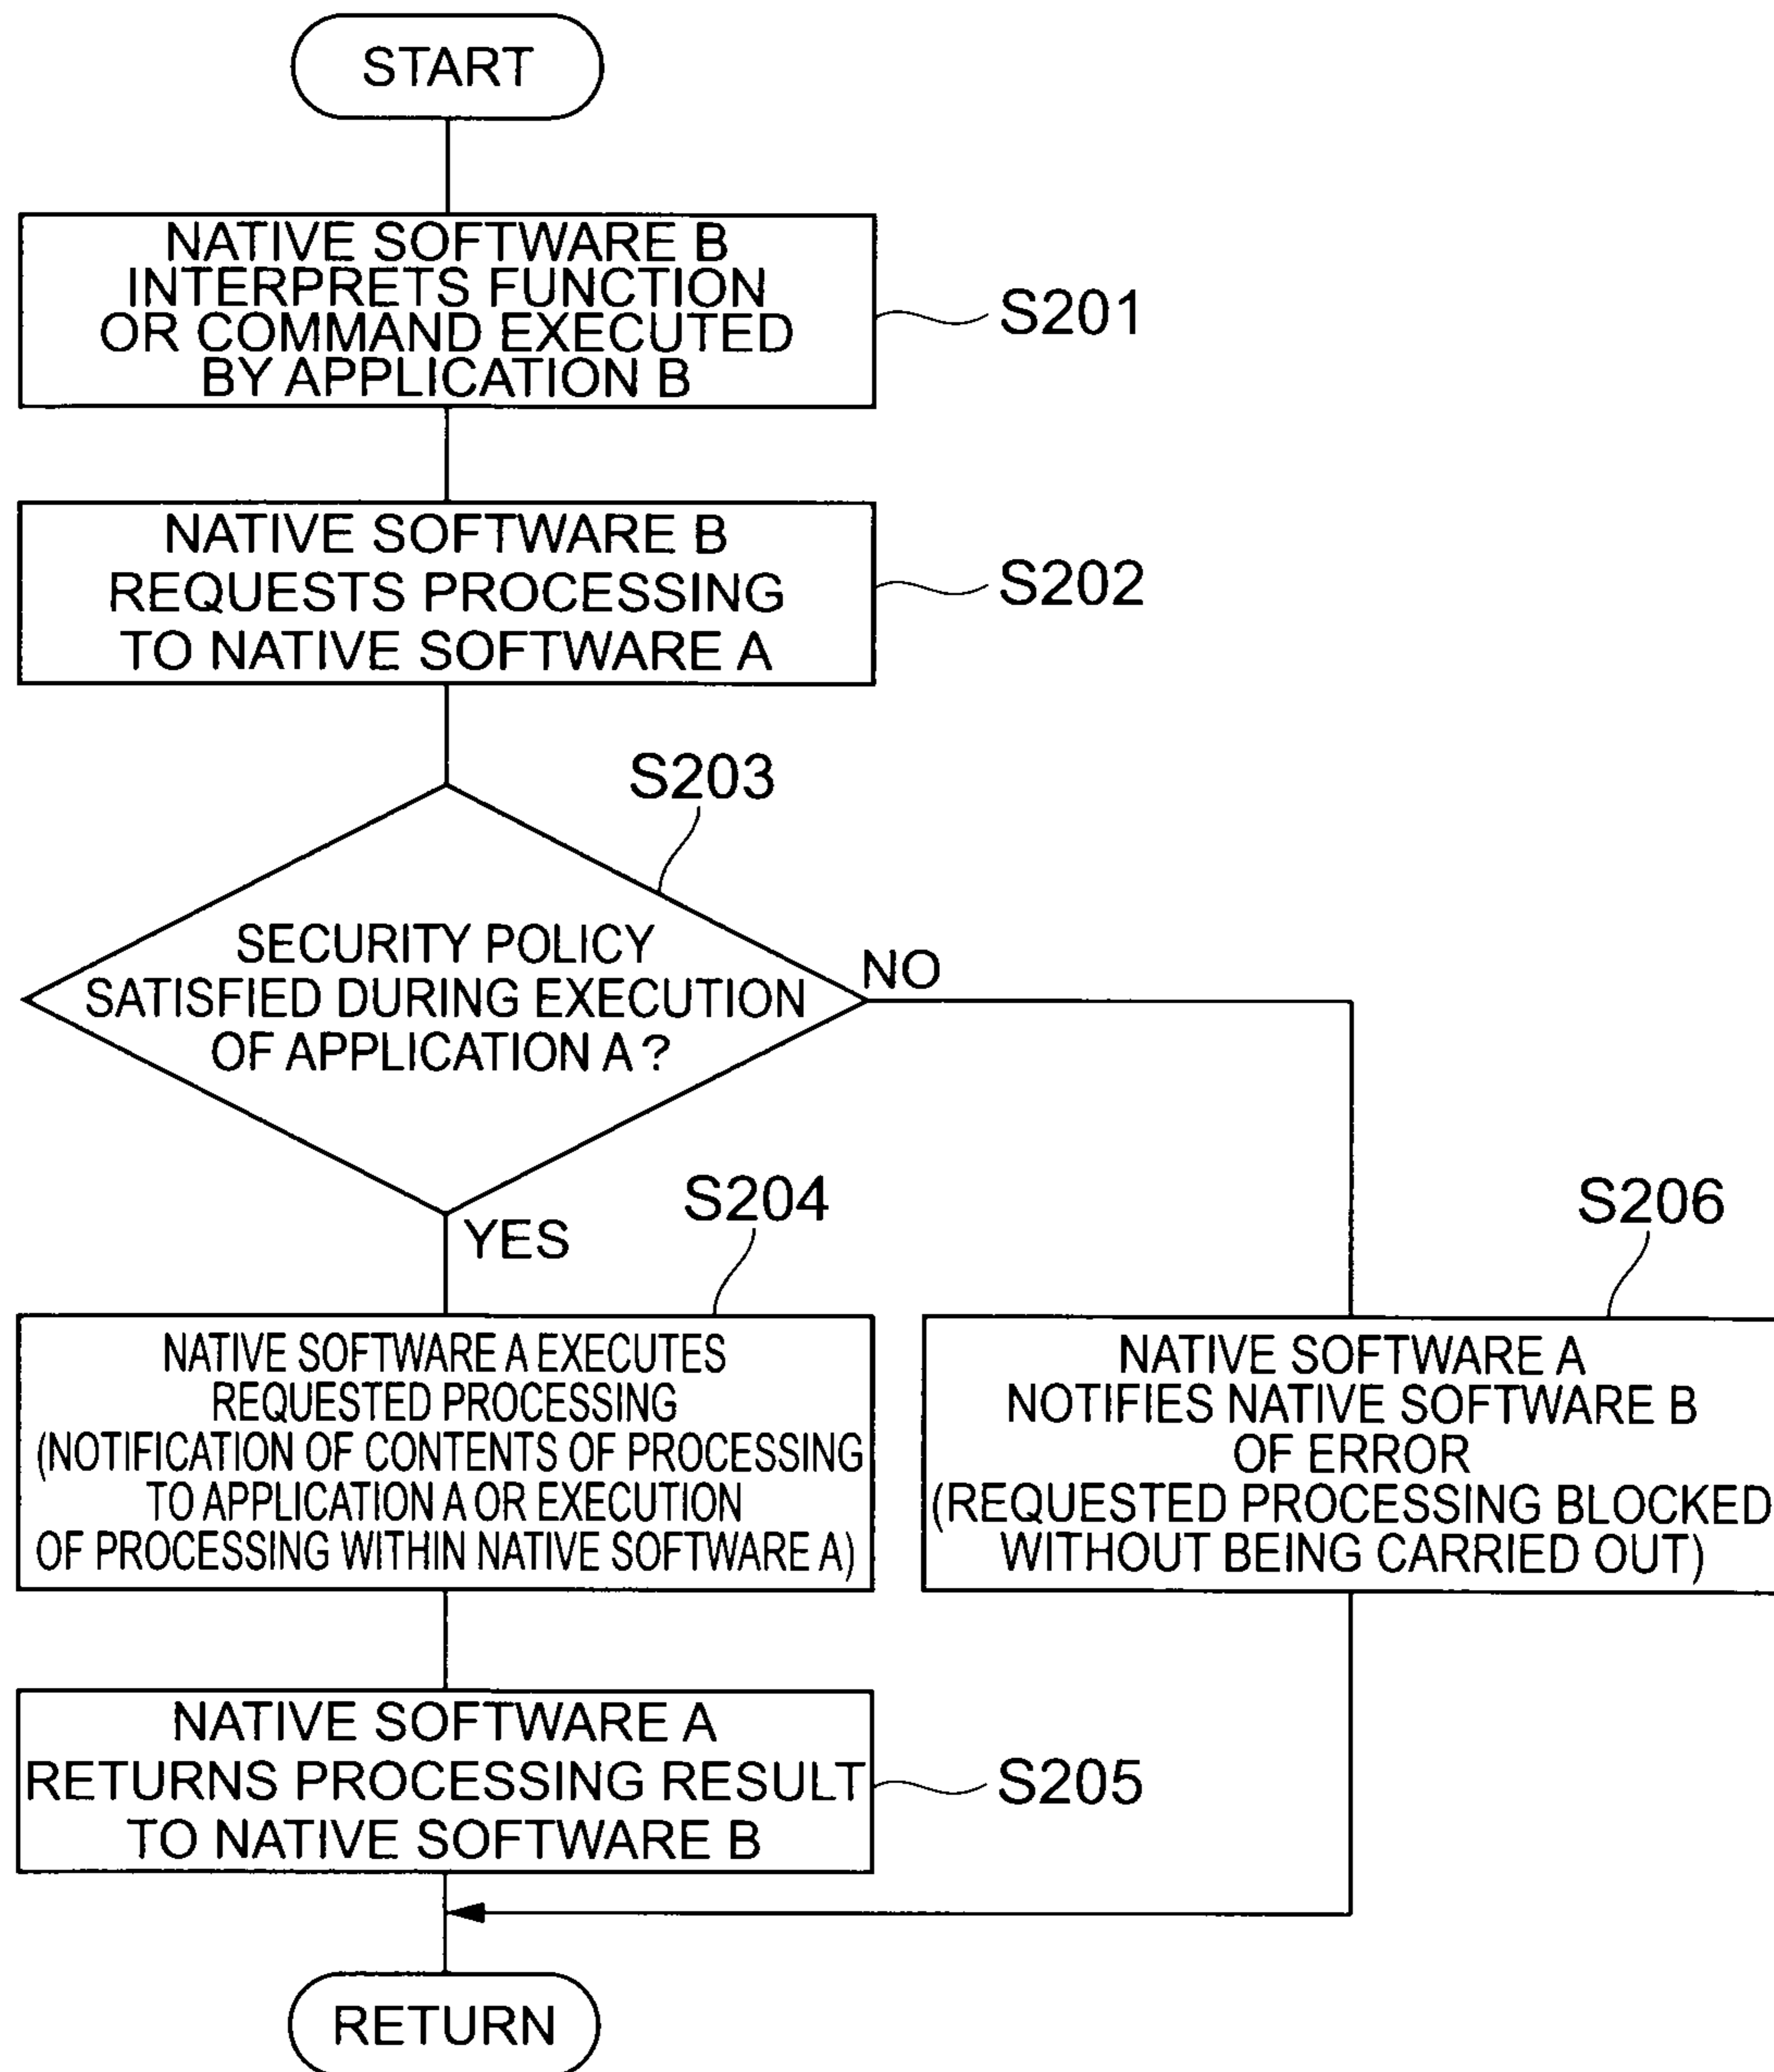 START
NATIVE SOFTWARE B
INTERPRETS FUNCTION
OR COMMAND EXECUTED
BY APPLICATION B
S201
NATIVE SOFTWARE B
REQUESTS PROCESSING
TO NATIVE SOFTWARE A
S202
S203
SECURITY POLICY
SATISFIED DURING EXECUTION
OF APPLICATION A ?
NO
YES
S204
NATIVE SOFTWARE A EXECUTES
REQUESTED PROCESSING
(NOTIFICATION OF CONTENTS OF PROCESSING
TO APPLICATION A OR EXECUTION
OF PROCESSING WITHIN NATIVE SOFTWARE A)
S206
NATIVE SOFTWARE A
NOTIFIES NATIVE SOFTWARE B
OF ERROR
(REQUESTED PROCESSING BLOCKED
WITHOUT BEING CARRIED OUT)
NATIVE SOFTWARE A
RETURNS PROCESSING RESULT
TO NATIVE SOFTWARE B
S205
RETURN